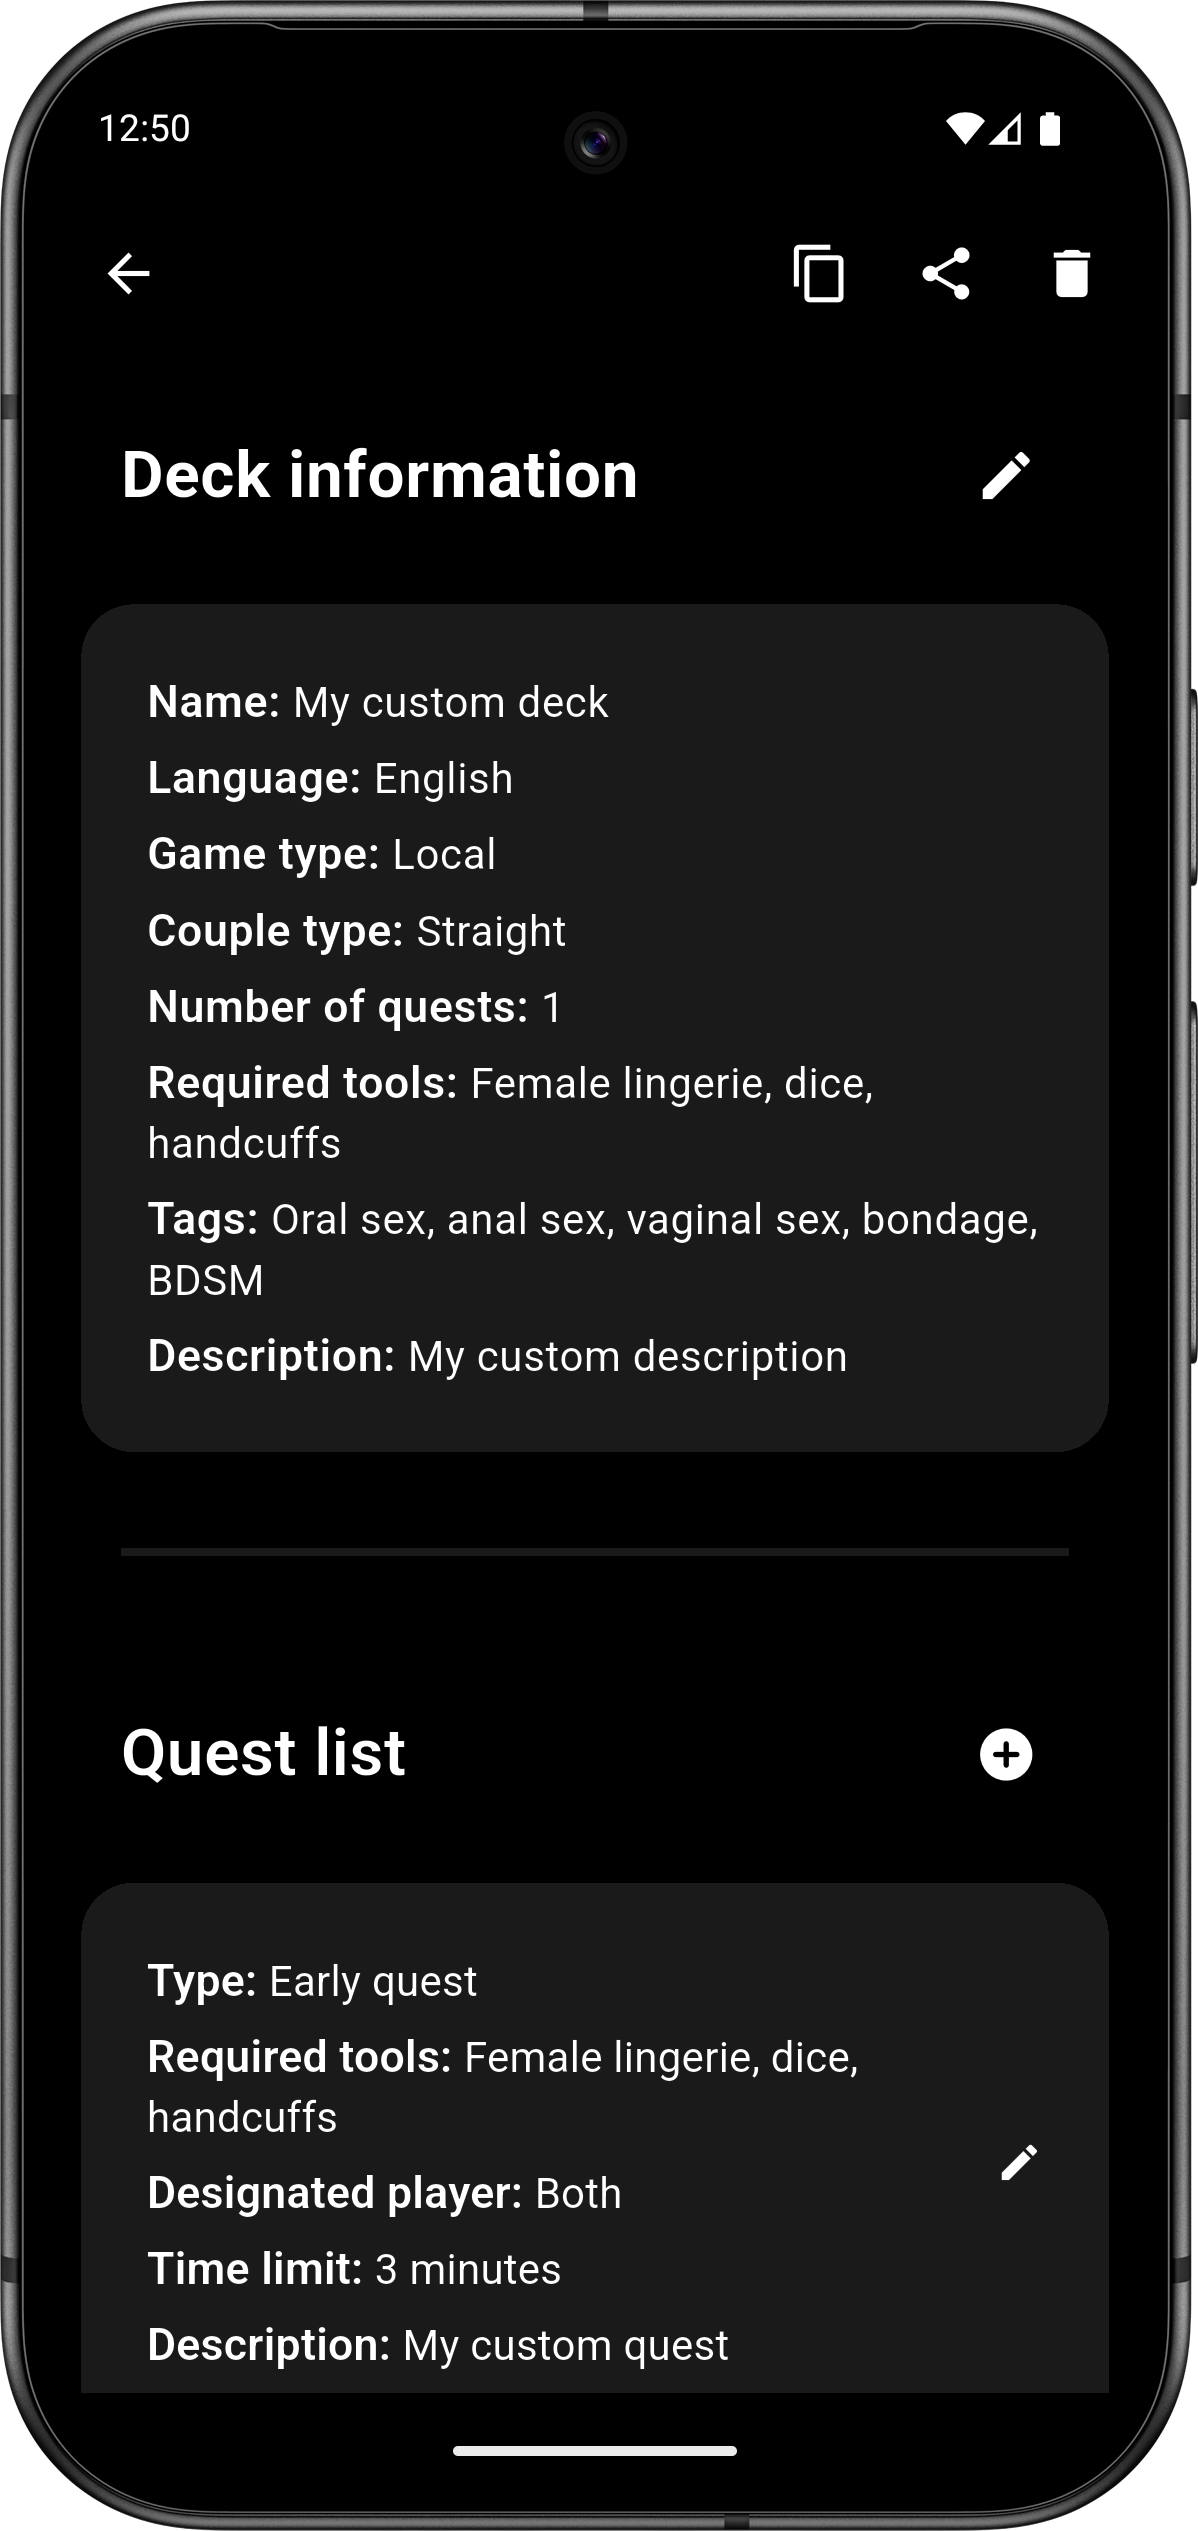 12:50
Deck information
Name: My custom deck
Language: English
Game type: Local
Couple type: Straight
Number of quests: 1
Required tools: Female lingerie, dice,
handcuffs
Tags: Oral sex, anal sex, vaginal sex, bondage,
BDSM
Description: My custom description
Quest list
Type: Early quest
Required tools: Female lingerie, dice,
handcuffs
Designated player: Both
Time limit: 3 minutes
Description: My custom quest